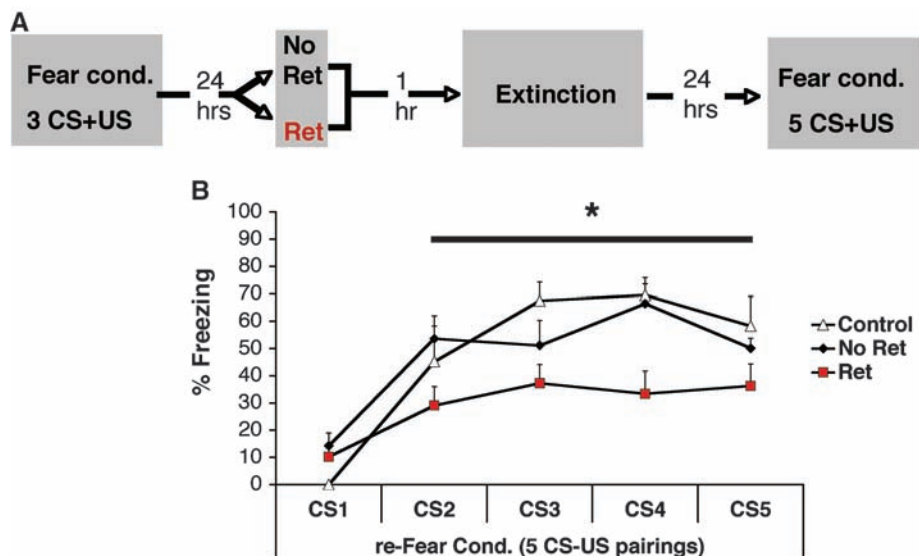 A
Fear cond.
3 CS+US
24
hrs
No
Ret
Ret
1
hr
Extinction
24
hrs
Fear cond.
5 CS+US
B
*
% Freezing
100
90
80
70
60
50
40
30
20
10
0
CS1 CS2 CS3 CS4 CS5
re-Fear Cond. (5 CS-US pairings)
Control
No Ret
Ret